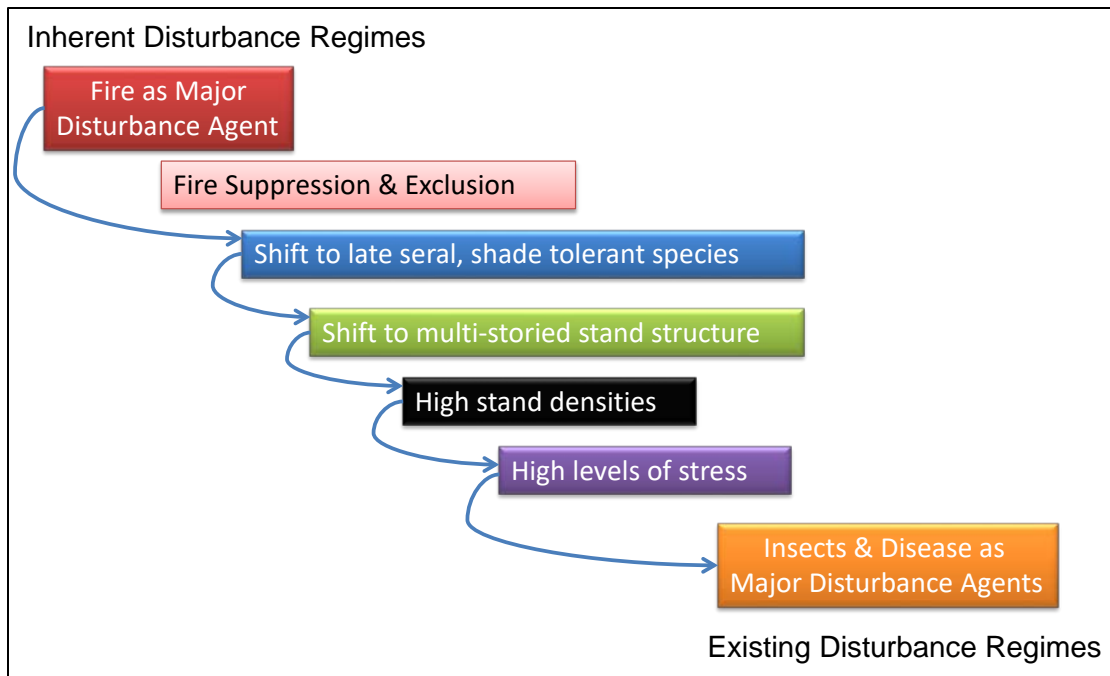 Inherent Disturbance Regimes
Fire as Major
Disturbance Agent
Fire Suppression & Exclusion
Shift to late seral, shade tolerant species
Shift to multi-storied stand structure
High stand densities
High levels of stress
Insects & Disease as
Major Disturbance Agents
Existing Disturbance Regimes